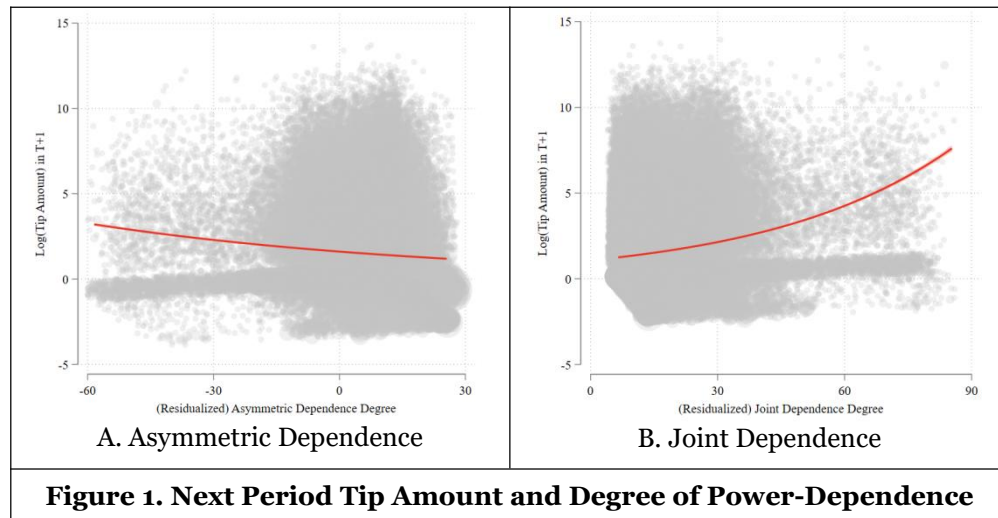 15
10
5
0
-5
Log(Tip Amount) in T+1
-60
-30
0
30
(Residualized) Asymmetric Dependence Degree
A. Asymmetric Dependence
15
10
5
0
-5
Log(Tip Amount) in T+1
0
30
60
90
(Residualized) Joint Dependence Degree
B. Joint Dependence
Figure 1. Next Period Tip Amount and Degree of Power-Dependence